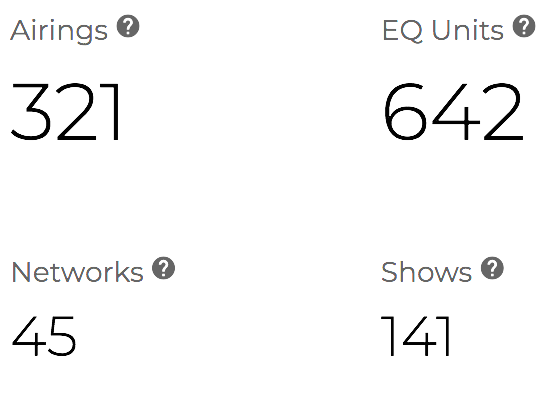 Airings
EQ Units
321
642
Networks
Shows
45
141